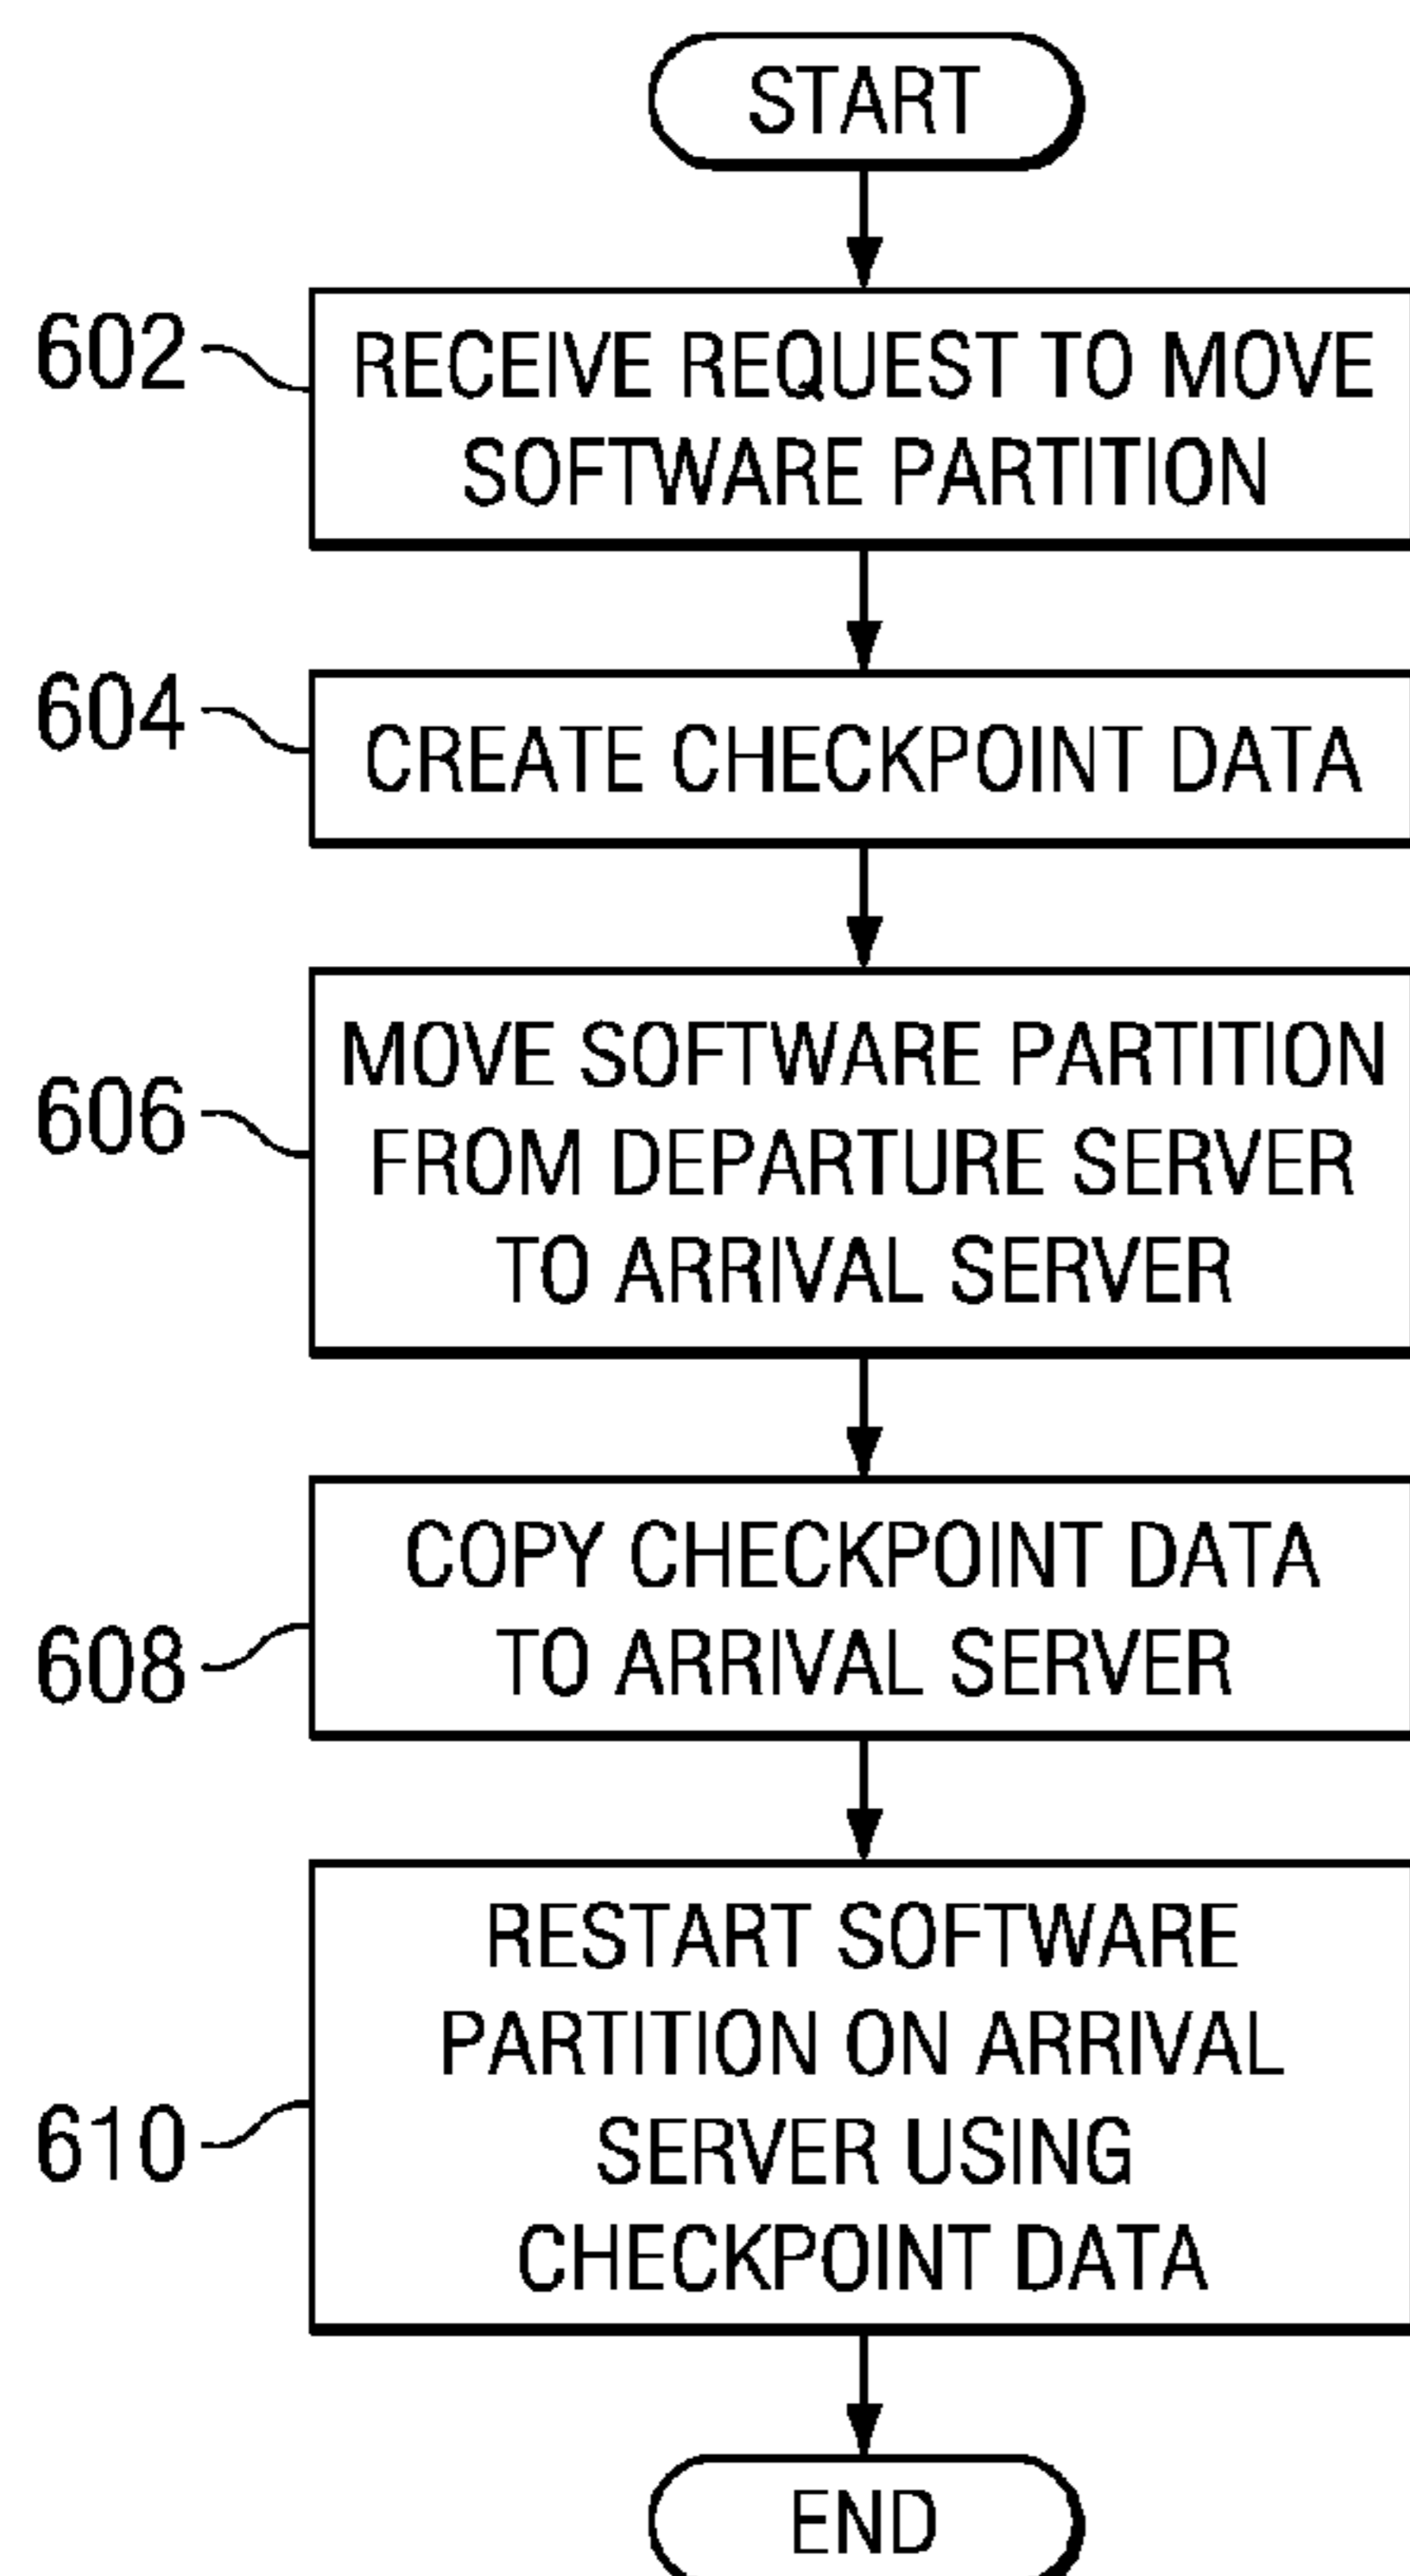 START
602
RECEIVE REQUEST TO MOVE
SOFTWARE PARTITION
604
CREATE CHECKPOINT DATA
606
MOVE SOFTWARE PARTITION
FROM DEPARTURE SERVER
TO ARRIVAL SERVER
608
COPY CHECKPOINT DATA
TO ARRIVAL SERVER
610
RESTART SOFTWARE
PARTITION ON ARRIVAL
SERVER USING
CHECKPOINT DATA
END